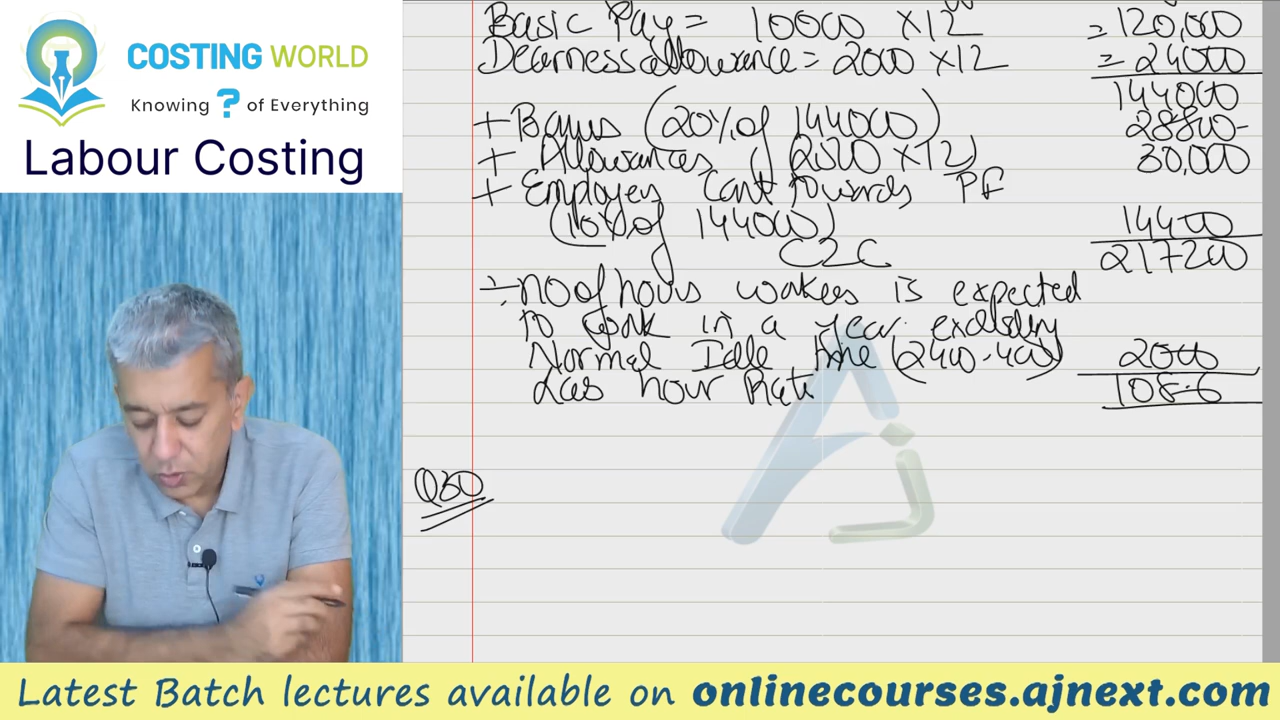 COSTING WORLD
Knowing ? of Everything
Labour Costing
Basic Pay = 10000 × 12 = 120,000
Dearness allowance = 2000 × 12 = 24000
144000
+ Bonus (20% of 144000) 28800-
+ Allowances ( × 12) 30,000
+ Employer Cont towards PF
(10% of 144000) 14400
C2C 217200
÷ no of hours workers is expected
to work in a year excluding
Normal Idle time (2400-400) 2000
Las hour Rate 108.6
Q30
Latest Batch lectures available on onlinecourses.ajnext.com